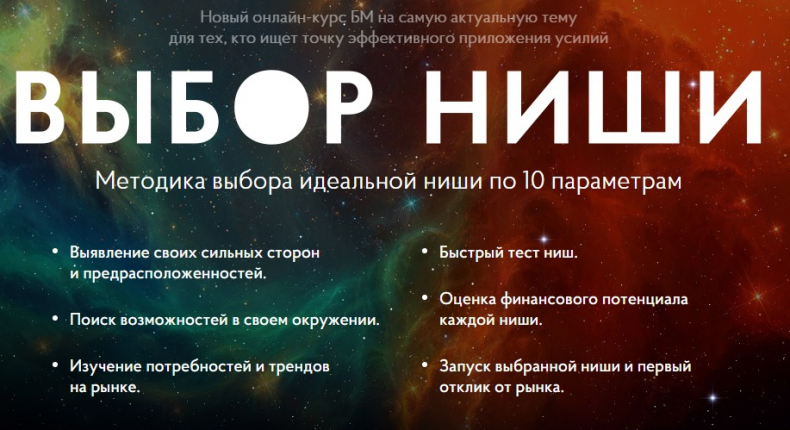 Новый онлайн-курс БМ на самую актуальную тему
для тех, кто ищет точку эффективного приложения усилий
ВЫБОР НИШИ
Методика выбора идеальной ниши по 10 параметрам
• Выявление своих сильных сторон
и предрасположенностей.
• Поиск возможностей в своем окружении.
• Изучение потребностей и трендов
на рынке.
• Быстрый тест ниш.
• Оценка финансового потенциала
каждой ниши.
• Запуск выбранной ниши и первый
отклик от рынка.